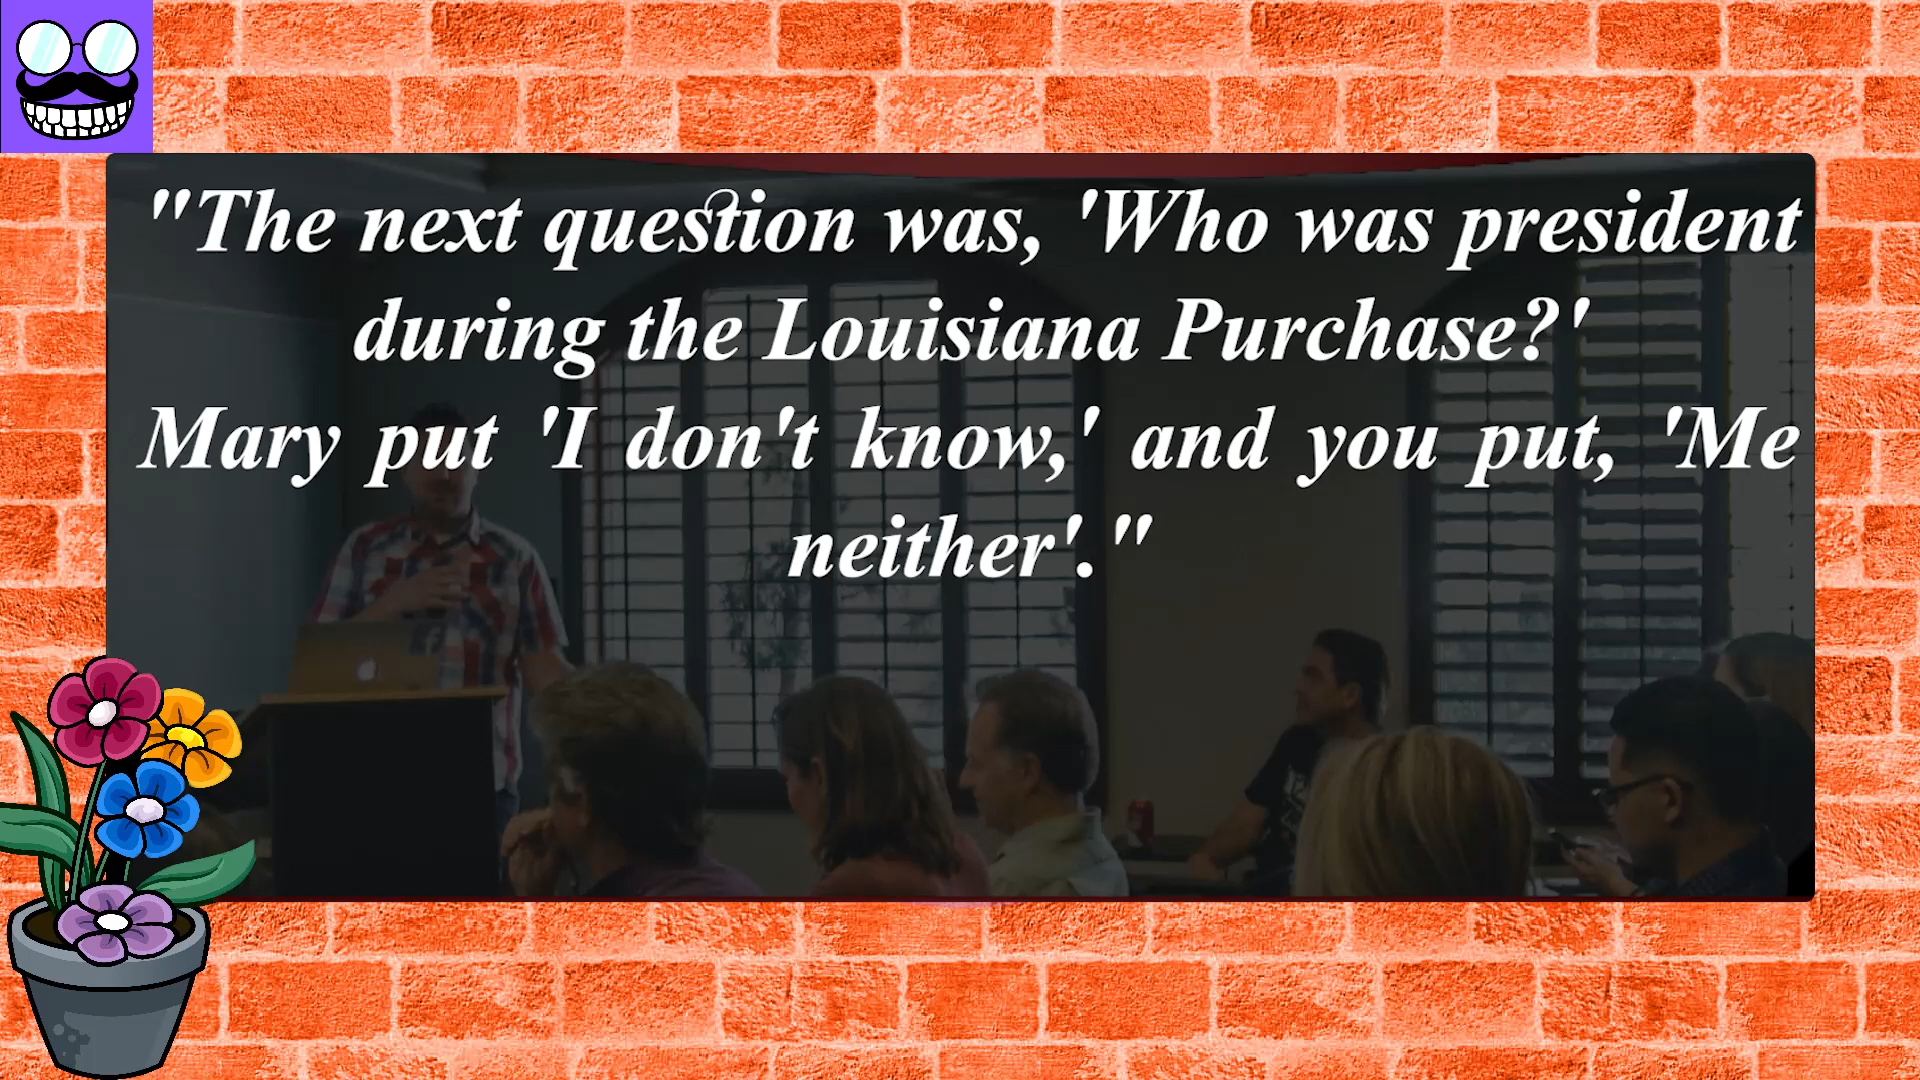 "The next question was, 'Who was president
during the Louisiana Purchase?'
Mary put 'I don't know,' and you put, 'Me
neither'."